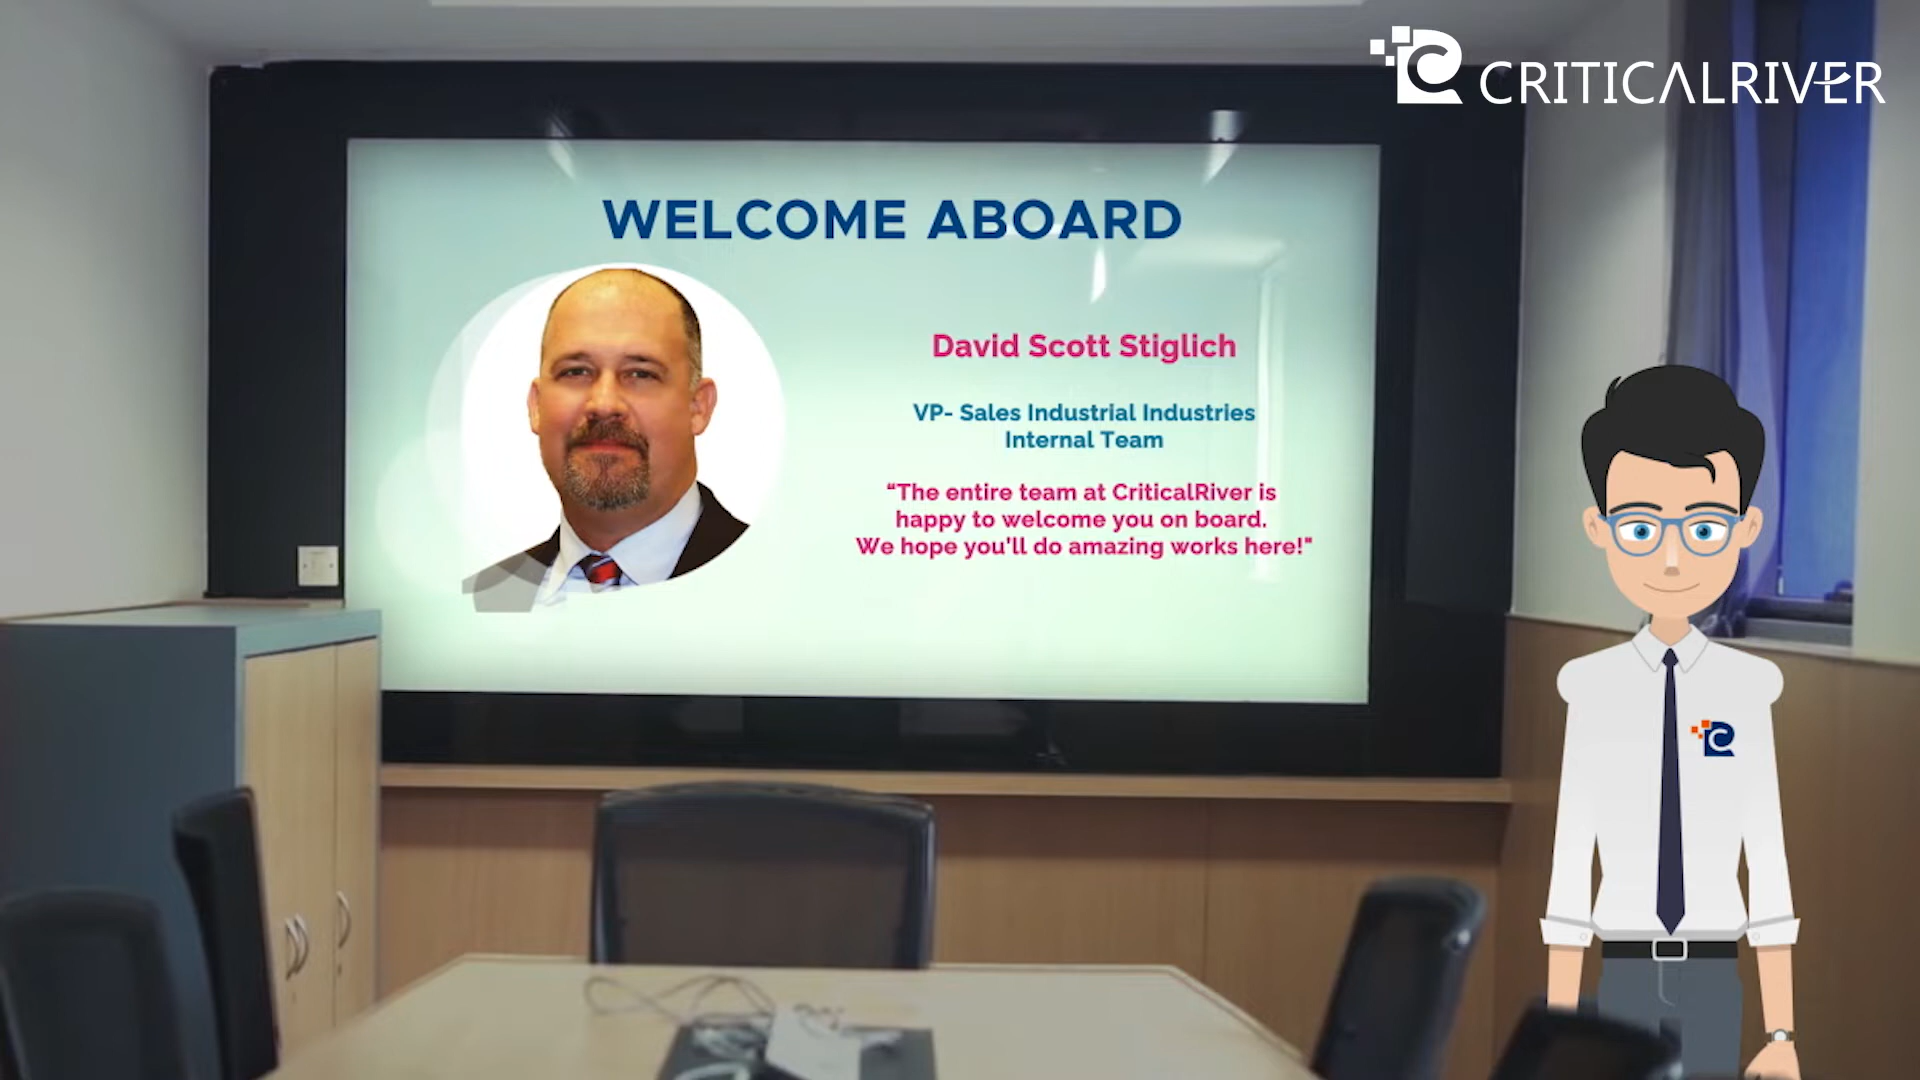 CRITICALRIVER
WELCOME ABOARD
David Scott Stiglich
VP- Sales Industrial Industries
Internal Team
“The entire team at CriticalRiver is
happy to welcome you on board.
We hope you'll do amazing works here!"